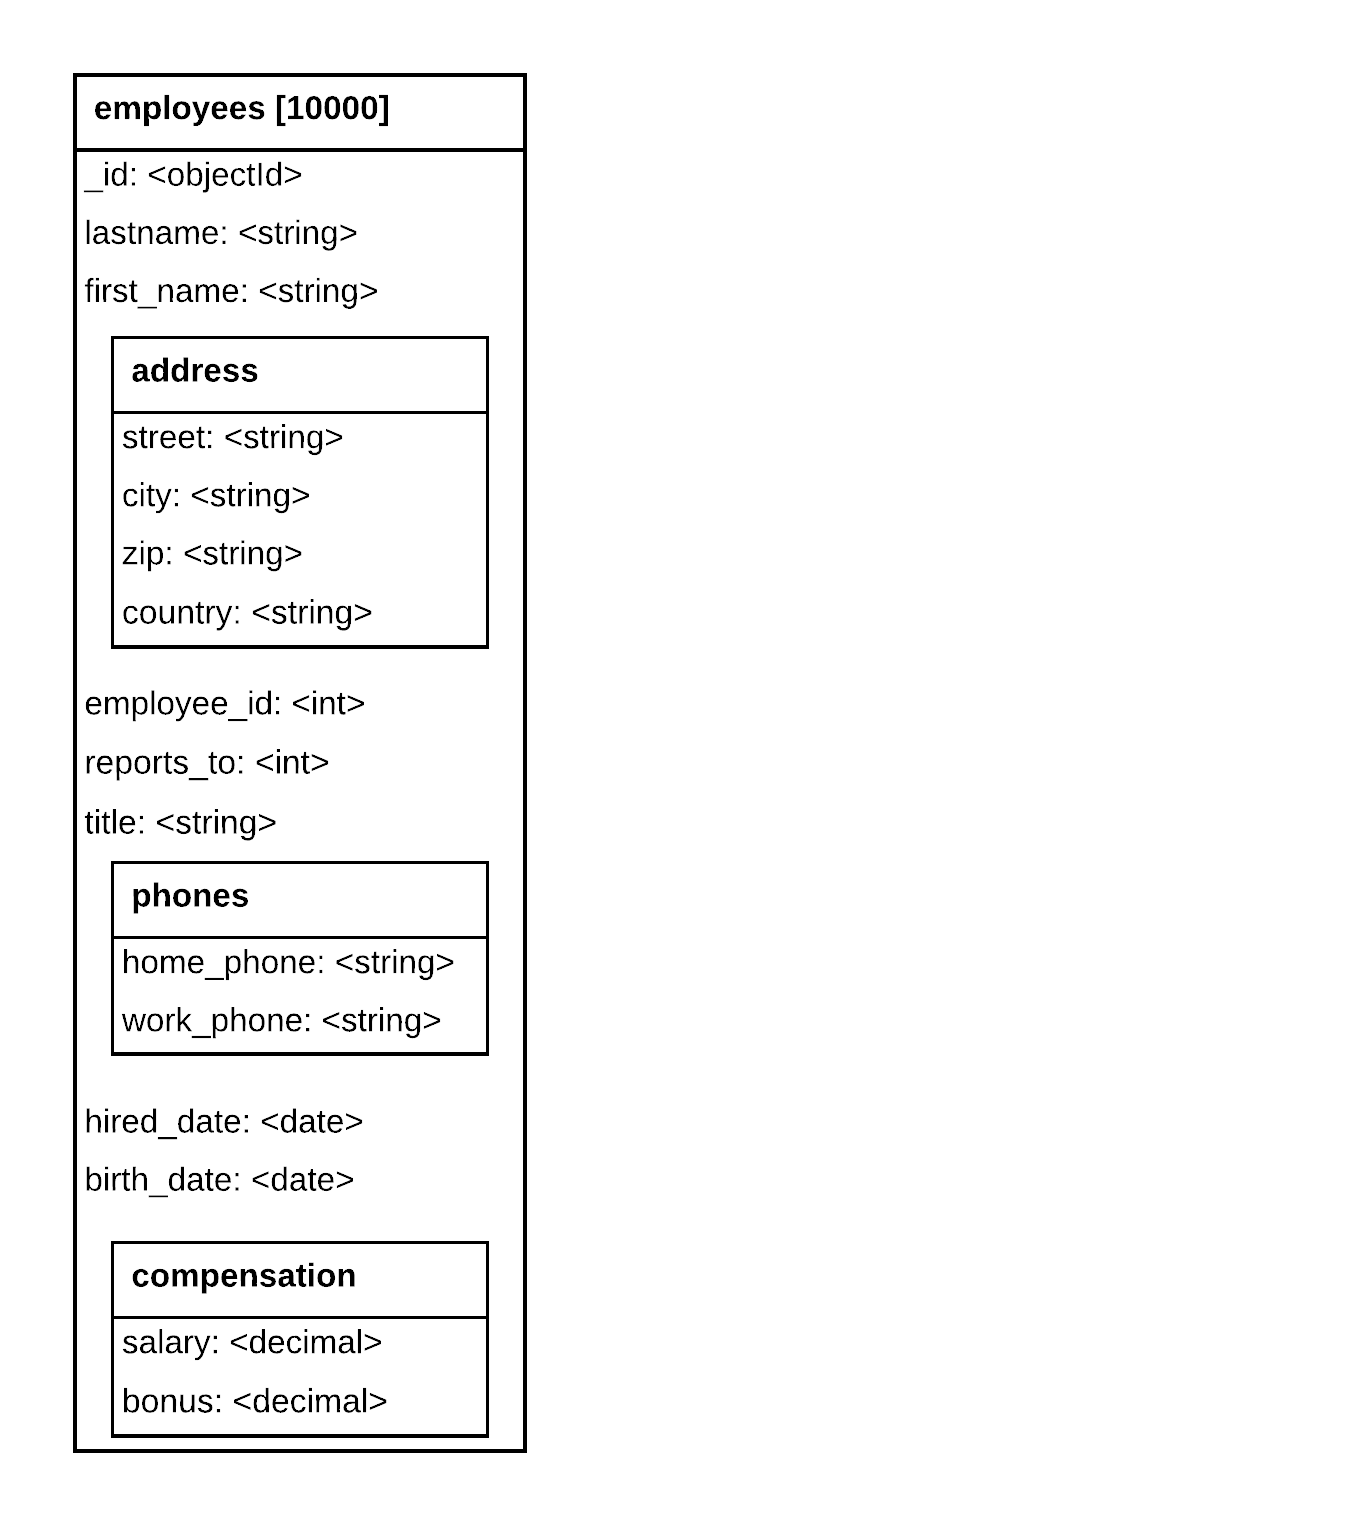 employees [10000]
_id: <objectId>
lastname: <string>
first_name: <string>
address
street: <string>
city: <string>
zip: <string>
country: <string>
employee_id: <int>
reports_to: <int>
title: <string>
phones
home_phone: <string>
work_phone: <string>
hired_date: <date>
birth_date: <date>
compensation
salary: <decimal>
bonus: <decimal>